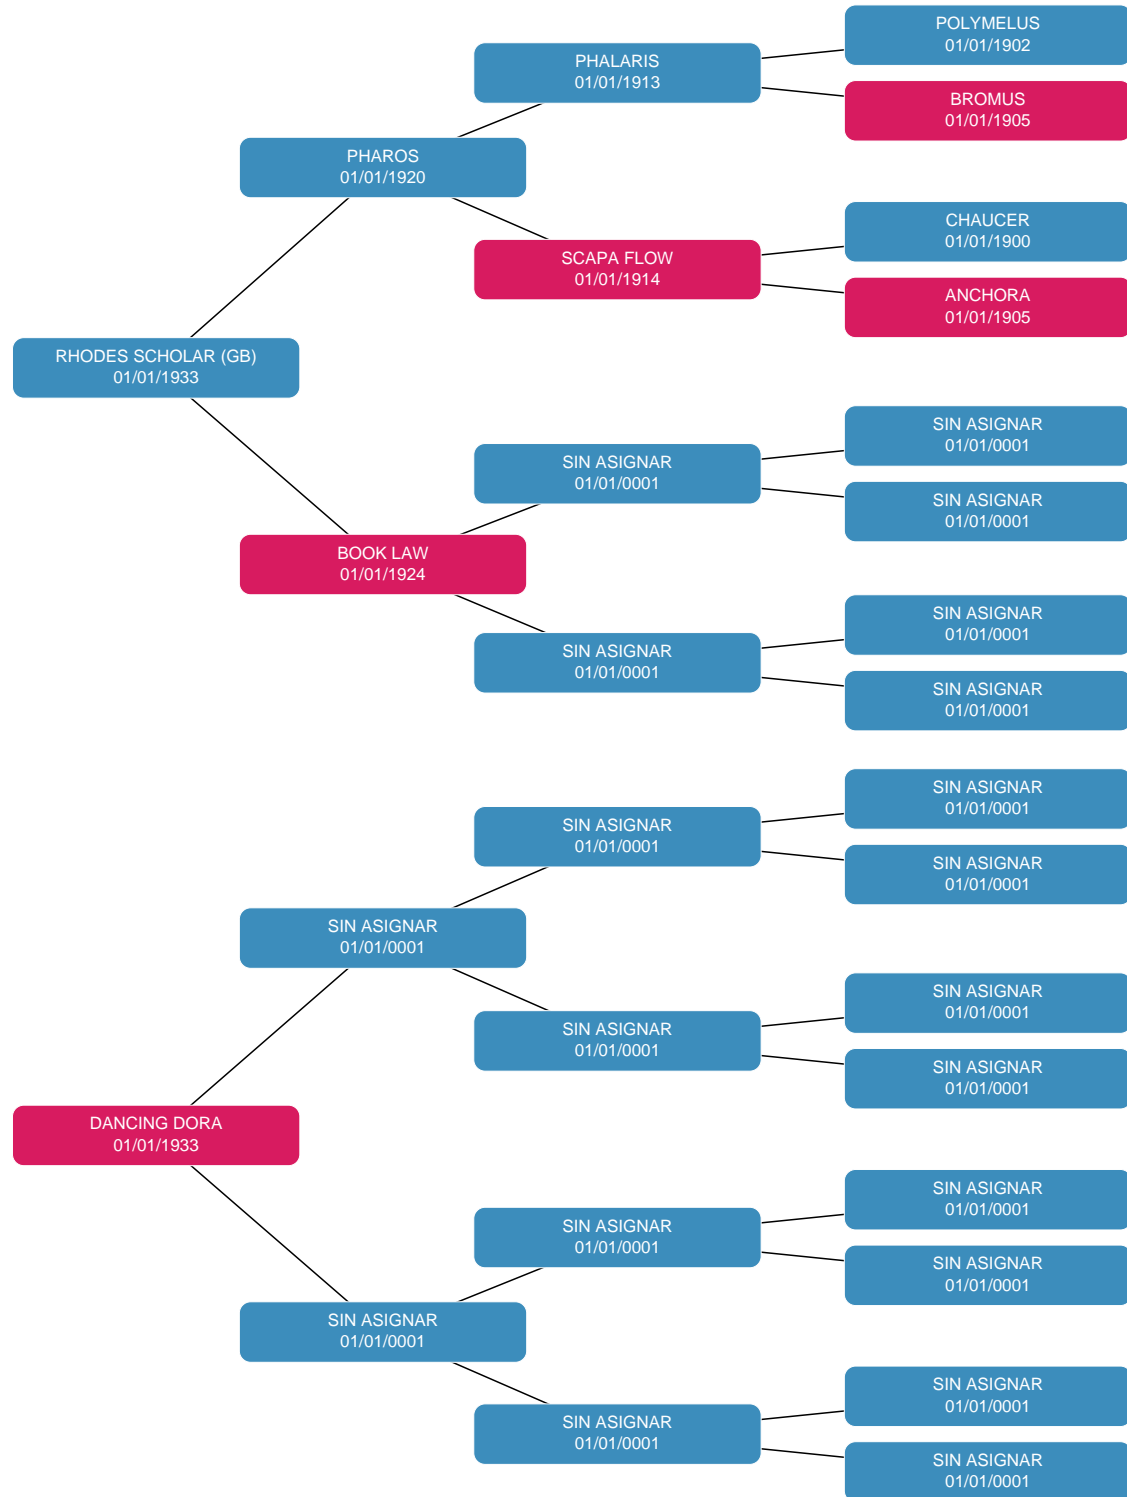 POLYMELUS
01/01/1902
PHALARIS
01/01/1913
BROMUS
01/01/1905
PHAROS
01/01/1920
CHAUCER
01/01/1900
SCAPA FLOW
01/01/1914
ANCHORA
01/01/1905
RHODES SCHOLAR (GB)
01/01/1933
SIN ASIGNAR
01/01/0001
SIN ASIGNAR
01/01/0001
SIN ASIGNAR
01/01/0001
BOOK LAW
01/01/1924
SIN ASIGNAR
01/01/0001
SIN ASIGNAR
01/01/0001
SIN ASIGNAR
01/01/0001
SIN ASIGNAR
01/01/0001
SIN ASIGNAR
01/01/0001
SIN ASIGNAR
01/01/0001
SIN ASIGNAR
01/01/0001
SIN ASIGNAR
01/01/0001
SIN ASIGNAR
01/01/0001
SIN ASIGNAR
01/01/0001
DANCING DORA
01/01/1933
SIN ASIGNAR
01/01/0001
SIN ASIGNAR
01/01/0001
SIN ASIGNAR
01/01/0001
SIN ASIGNAR
01/01/0001
SIN ASIGNAR
01/01/0001
SIN ASIGNAR
01/01/0001
SIN ASIGNAR
01/01/0001